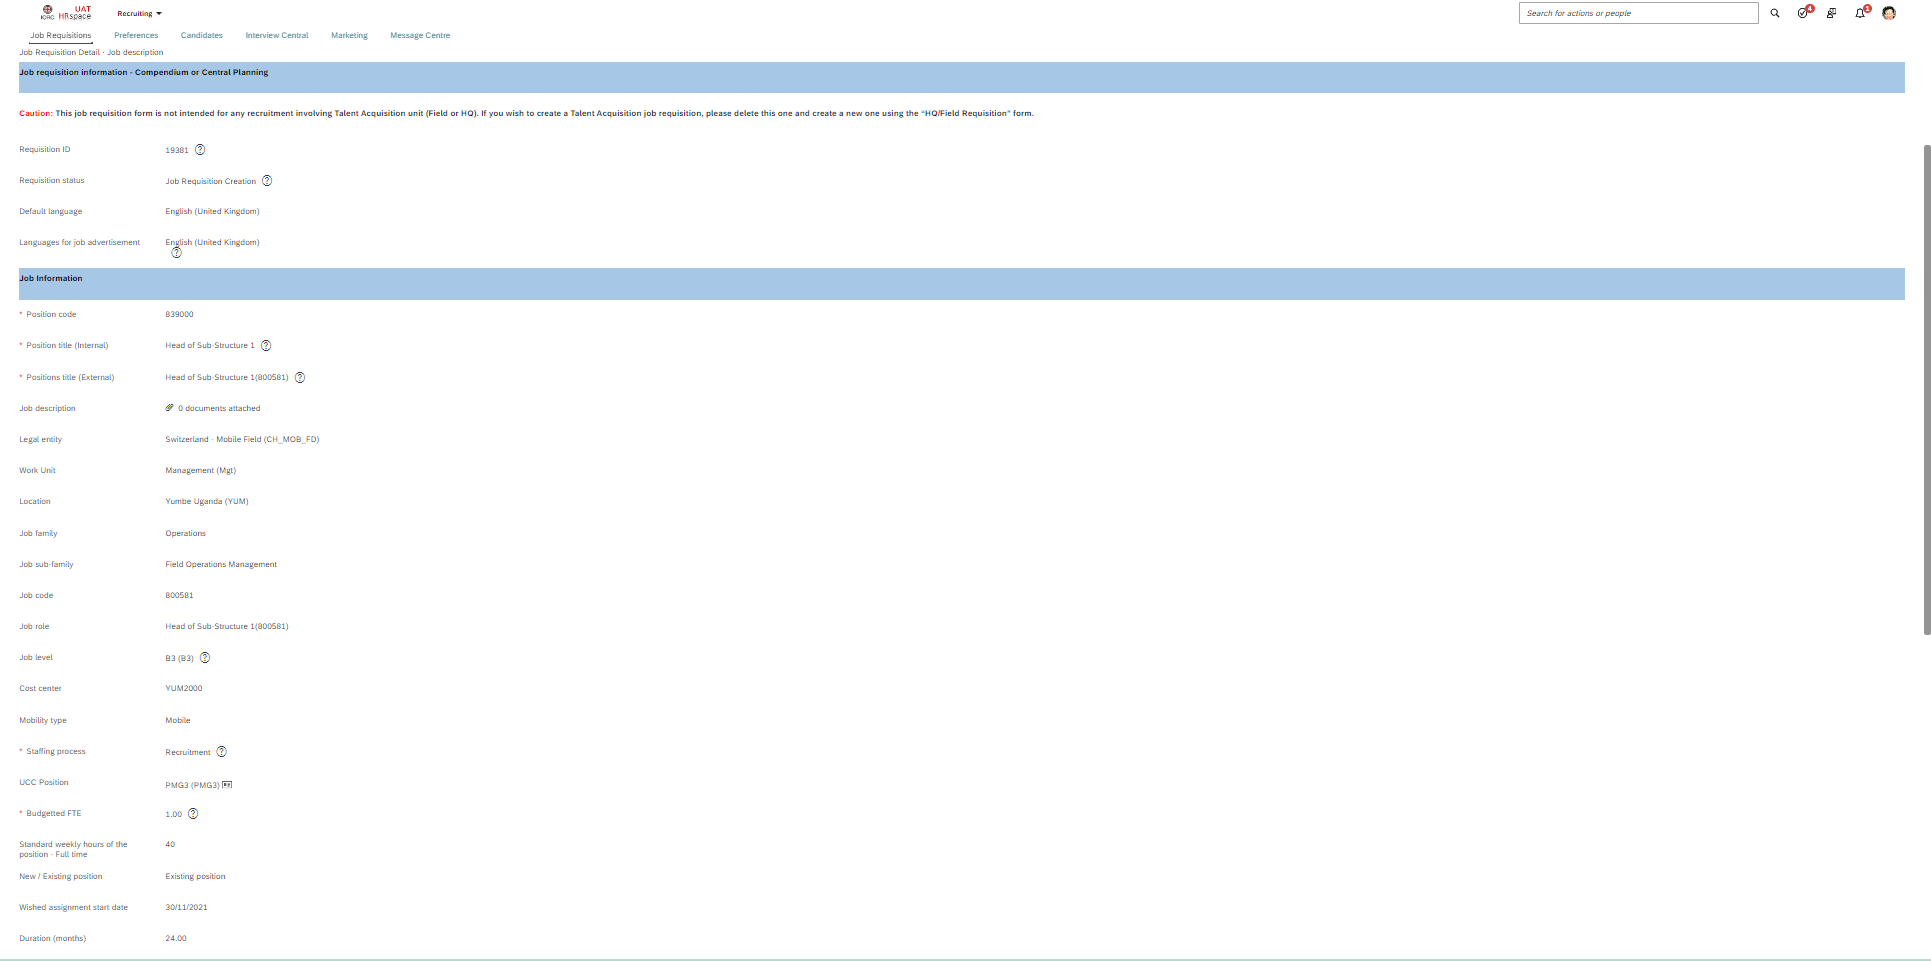 UAT
ICRC HRspace
Recruiting
Search for actions or people
4
1
Job Requisitions Preferences Candidates Interview Central Marketing Message Centre
Job Requisition Detail · Job description
Job requisition information - Compendium or Central Planning
Caution: This job requisition form is not intended for any recruitment involving Talent Acquisition unit (Field or HQ). If you wish to create a Talent Acquisition job requisition, please delete this one and create a new one using the “HQ/Field Requisition” form.
Requisition ID 19381 ?
Requisition status Job Requisition Creation ?
Default language English (United Kingdom)
Languages for job advertisement English (United Kingdom)
?
Job Information
* Position code 839000
* Position title (Internal) Head of Sub-Structure 1 ?
* Positions title (External) Head of Sub-Structure 1(800581) ?
Job description 0 documents attached
Legal entity Switzerland - Mobile Field (CH_MOB_FD)
Work Unit Management (Mgt)
Location Yumbe Uganda (YUM)
Job family Operations
Job sub-family Field Operations Management
Job code 800581
Job role Head of Sub-Structure 1(800581)
Job level B3 (B3) ?
Cost center YUM2000
Mobility type Mobile
* Staffing process Recruitment ?
UCC Position PMG3 (PMG3)
* Budgetted FTE 1.00 ?
Standard weekly hours of the 40
position - Full time
New / Existing position Existing position
Wished assignment start date 30/11/2021
Duration (months) 24.00